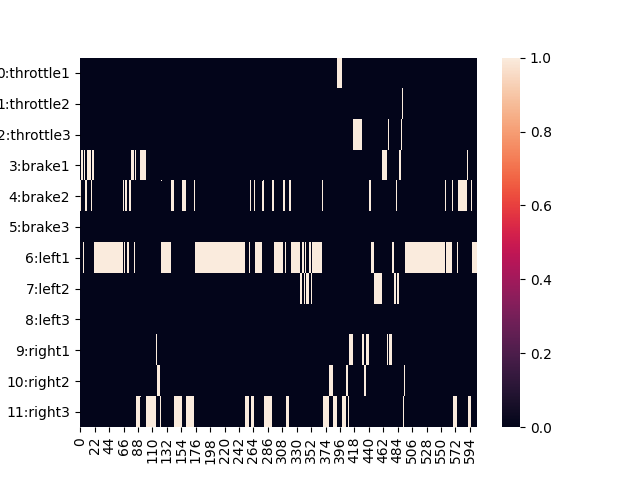 0:throttle1
1:throttle2
2:throttle3
3:brake1
4:brake2
5:brake3
6:left1
7:left2
8:left3
9:right1
10:right2
11:right3
0 22 44 66 88 110 132 154 176 198 220 242 264 286 308 330 352 374 396 418 440 462 484 506 528 550 572 594
1.0
0.8
0.6
0.4
0.2
0.0